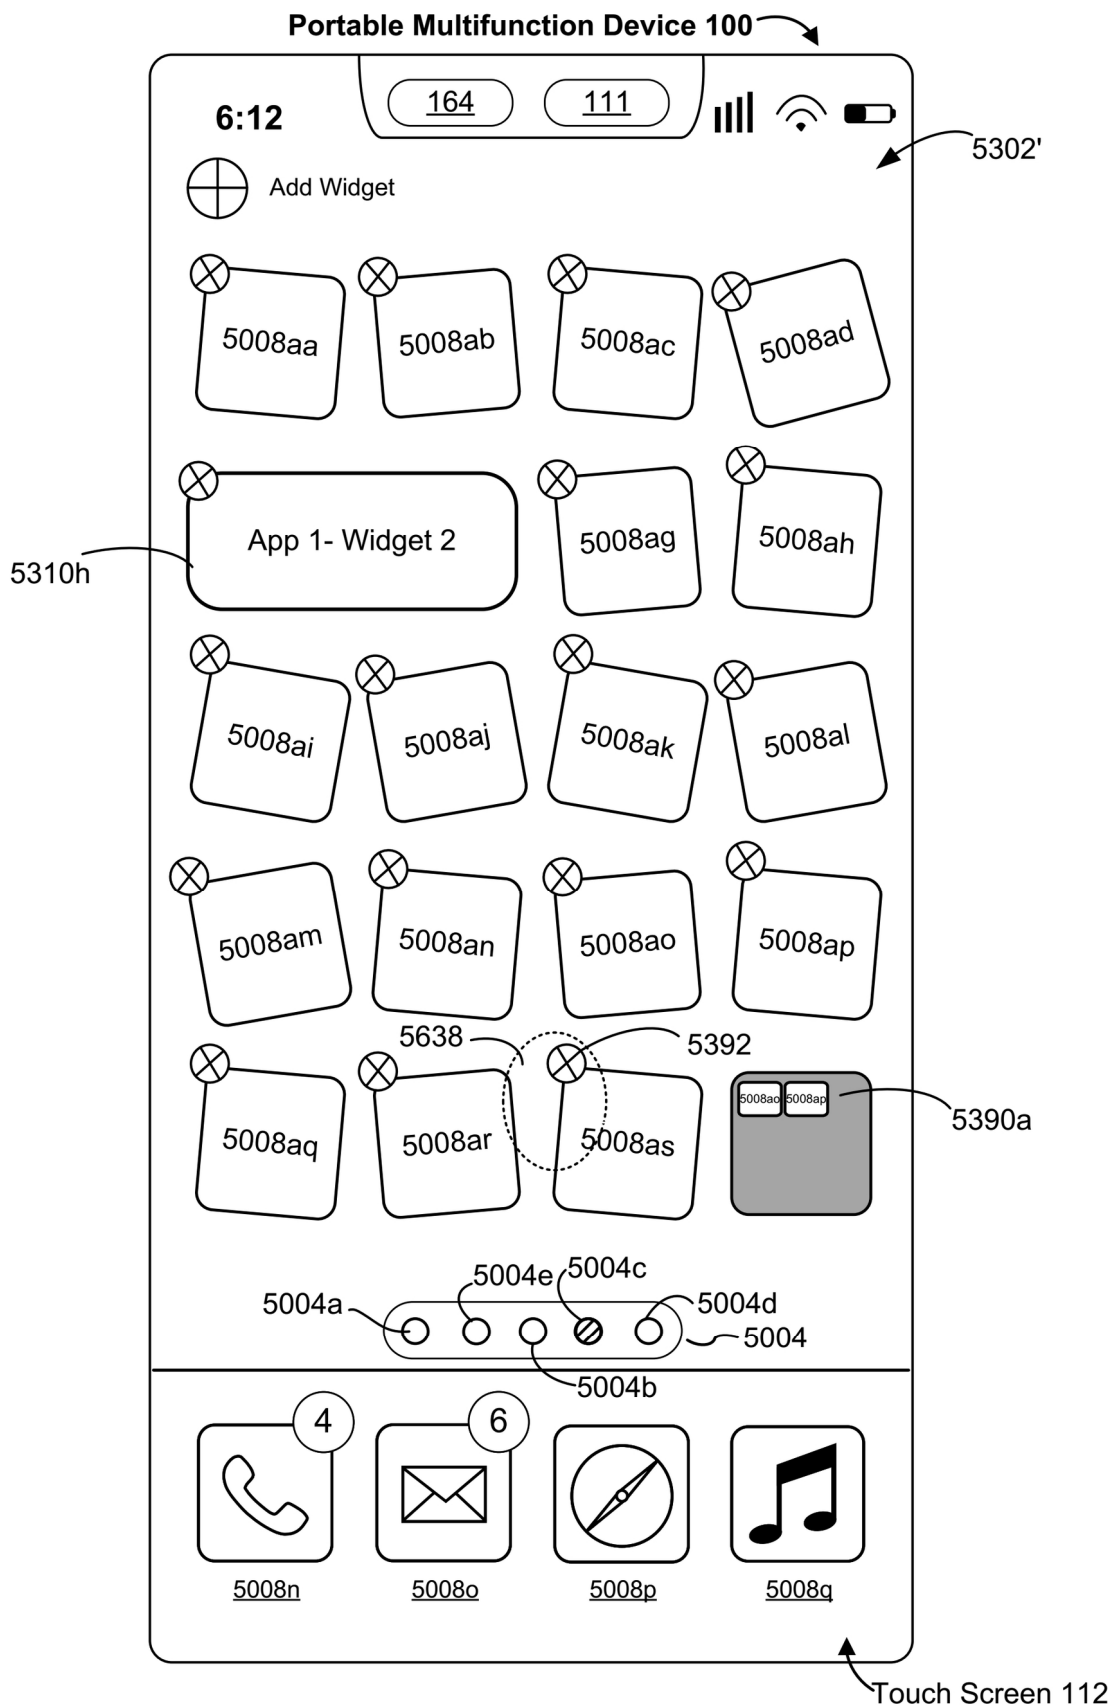 Portable Multifunction Device 100
6:12
164
111
5302'
Add Widget
5008aa
5008ab
5008ac
5008ad
App 1- Widget 2
5008ag
5008ah
5310h
5008ai
5008aj
5008ak
5008al
5008am
5008an
5008ao
5008ap
5638
5392
5008aq
5008ar
5008as
5008ao
5008ap
5390a
5004e
5004c
5004a
5004d
5004
5004b
4
6
5008n
5008o
5008p
5008q
Touch Screen 112